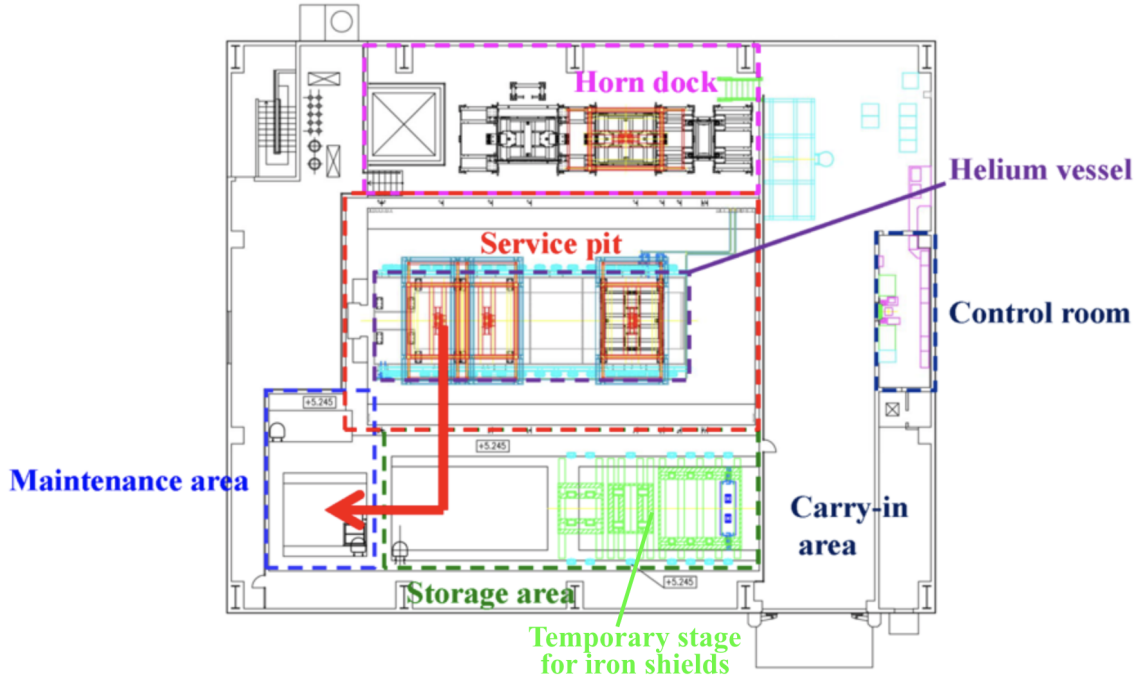 Horn dock
Helium vessel
Service pit
Control room
+5.245
+5.245
Maintenance area
Carry-in
area
+5.245
Storage area
Temporary stage
for iron shields